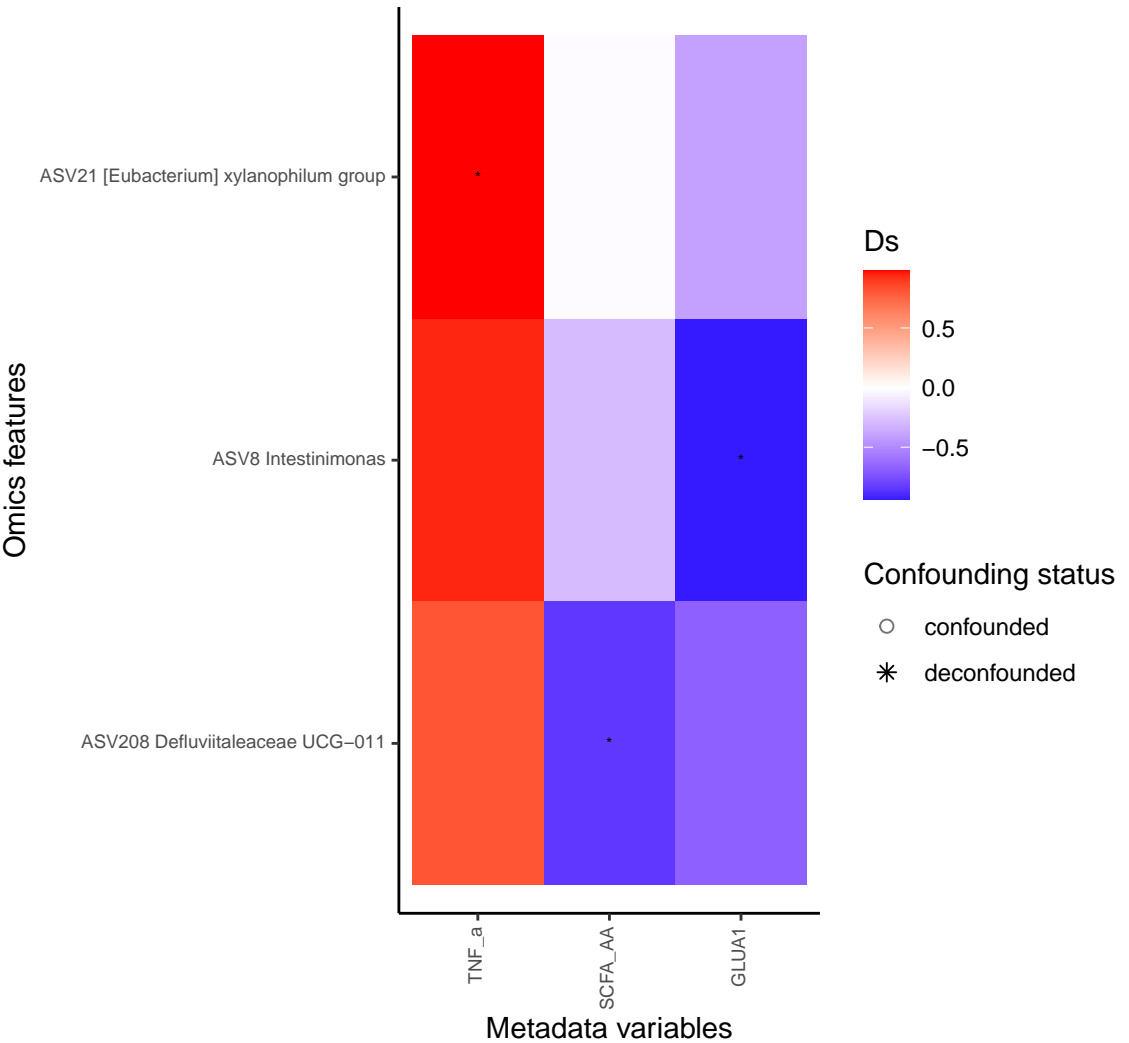 Omics features
ASV21 [Eubacterium] xylanophilum group
ASV8 Intestinimonas
ASV208 Defluviitaleaceae UCG−011
*
*
*
TNF_a
SCFA_AA
GLUA1
Metadata variables
Ds
0.5
0.0
−0.5
Confounding status
confounded
deconfounded